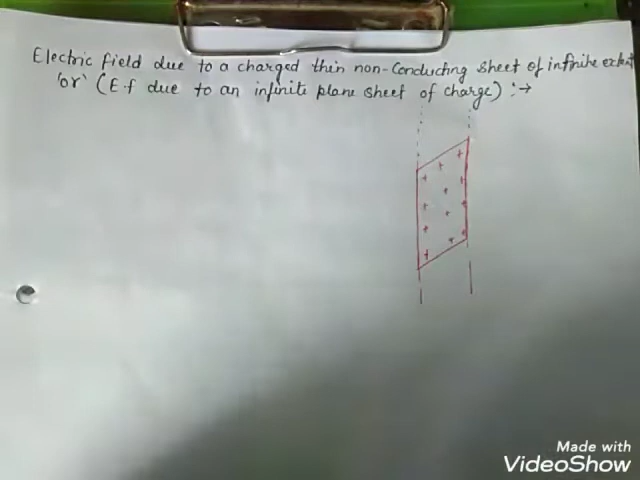 Electric field due to a charged thin non-Conducting sheet of infinite extent
'or' (E.f due to an infinite plane sheet of charge) :→
Made with
VideoShow